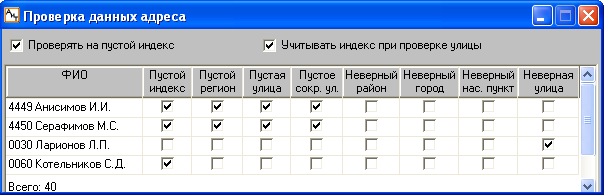 Проверка данных адреса
Проверять на пустой индекс Учитывать индекс при проверке улицы
ФИО Пустой индекс Пустой регион Пустая улица Пустое сокр. ул. Неверный район Неверный город Неверный нас. пункт Неверная улица
4449 Анисимов И.И.
4450 Серафимов М.С.
0030 Ларионов Л.П.
0060 Котельников С.Д.
Всего: 40